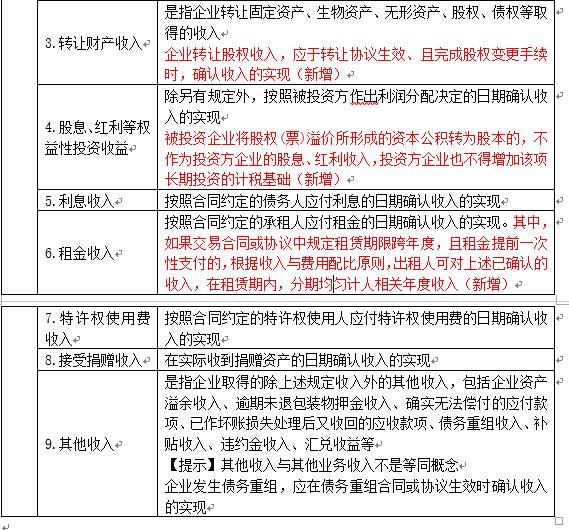 3.转让财产收入
是指企业转让固定资产、生物资产、无形资产、股权、债权等取
得的收入
企业转让股权收入，应于转让协议生效、且完成股权变更手续
时，确认收入的实现（新增）
4.股息、红利等权
益性投资收益
除另有规定外，按照被投资方作出利润分配决定的日期确认收
入的实现
被投资企业将股权(票)溢价所形成的资本公积转为股本的，不
作为投资方企业的股息、红利收入，投资方企业也不得增加该项
长期投资的计税基础（新增）
5.利息收入
按照合同约定的债务人应付利息的日期确认收入的实现
6.租金收入
按照合同约定的承租人应付租金的日期确认收入的实现。其中，
如果交易合同或协议中规定租赁期限跨年度，且租金提前一次
性支付的，根据收入与费用配比原则，出租人可对上述已确认的
收入，在租赁期内，分期均匀计人相关年度收入（新增）
7.特许权使用费
收入
按照合同约定的特许权使用人应付特许权使用费的日期确认收
入的实现
8.接受捐赠收入
在实际收到捐赠资产的日期确认收入的实现
9.其他收入
是指企业取得的除上述规定收入外的其他收入，包括企业资产
溢余收入、逾期未退包装物押金收入、确实无法偿付的应付款
项、已作坏账损失处理后又收回的应收款项、债务重组收入、补
贴收入、违约金收入、汇兑收益等
【提示】其他收入与其他业务收入不是等同概念
企业发生债务重组，应在债务重组合同或协议生效时确认收入
的实现